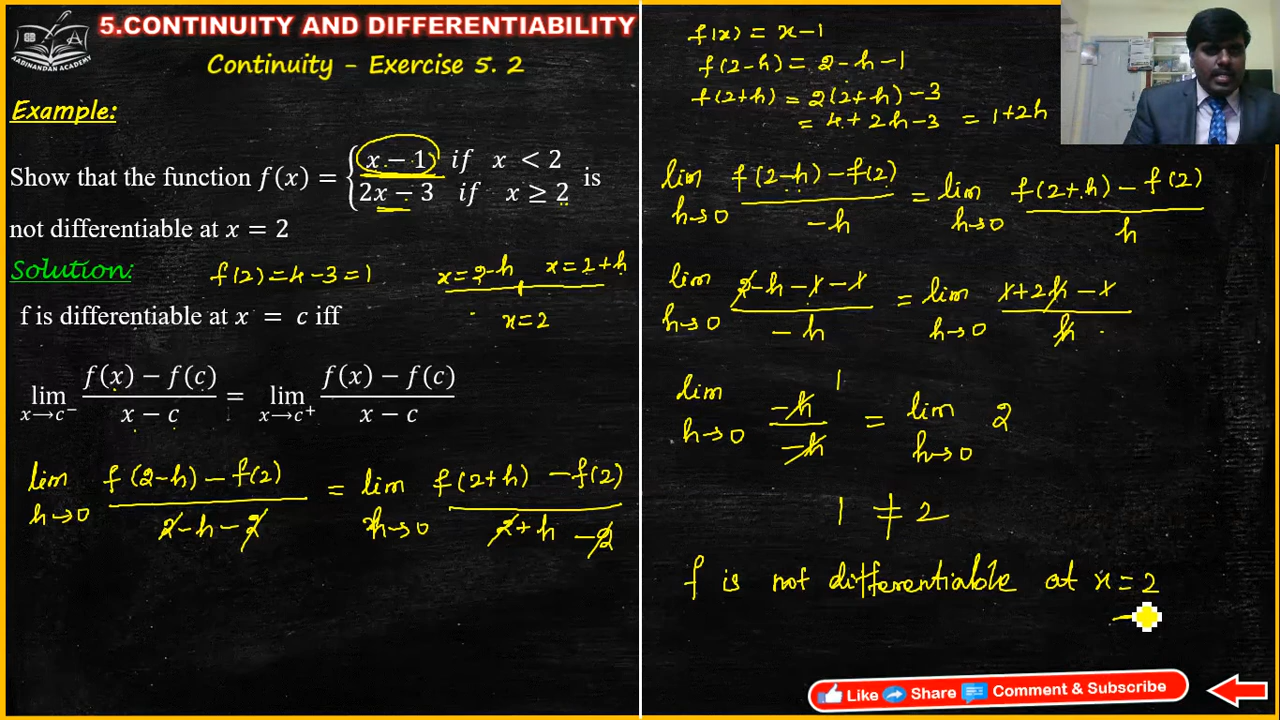 AADINANDAN ACADEMY
5.CONTINUITY AND DIFFERENTIABILITY
Continuity - Exercise 5. 2
Example:
Show that the function f(x) = { x − 1 if x < 2
2x − 3 if x ≥ 2 is
not differentiable at x = 2
Solution:
f(2) = 4 − 3 = 1
x = 2-h x = 2+h
x = 2
f is differentiable at x = c iff
lim x→c⁻ (f(x) − f(c))/(x − c) = lim x→c⁺ (f(x) − f(c))/(x − c)
lim h→0 (f(2-h) − f(2))/(2-h-2) = lim h→0 (f(2+h) − f(2))/(2+h-2)
f(x) = x-1
f(2-h) = 2-h-1
f(2+h) = 2(2+h) -3
= 4+2h-3 = 1+2h
lim h→0 (f(2-h) − f(2))/-h = lim h→0 (f(2+h) − f(2))/h
lim h→0 (2-h-1-1)/-h = lim h→0 (1+2h-1)/h
lim h→0 -h/-h 1 = lim h→0 2
1 ≠ 2
f is not differentiable at x = 2
Like Share Comment & Subscribe